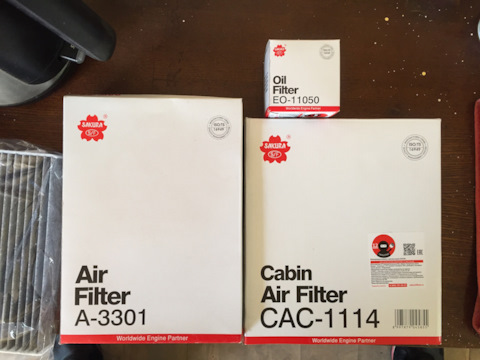 SAKURA
Oil
Filter
EO-11050
Worldwide Engine Partner
SAKURA
Air
Filter
A-3301
Worldwide Engine Partner
SAKURA
Cabin
Air Filter
CAC-1114
Worldwide Engine Partner